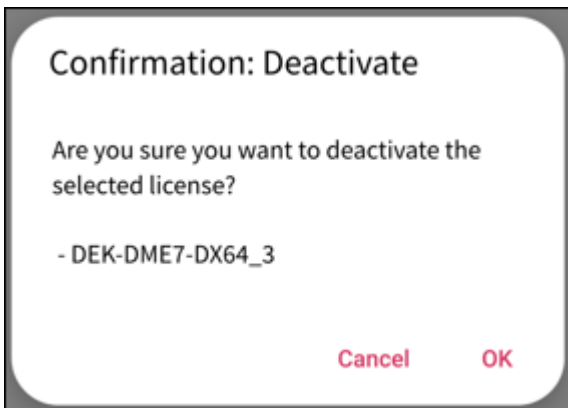 Confirmation: Deactivate
Are you sure you want to deactivate the
selected license?
- DEK-DME7-DX64_3
Cancel OK